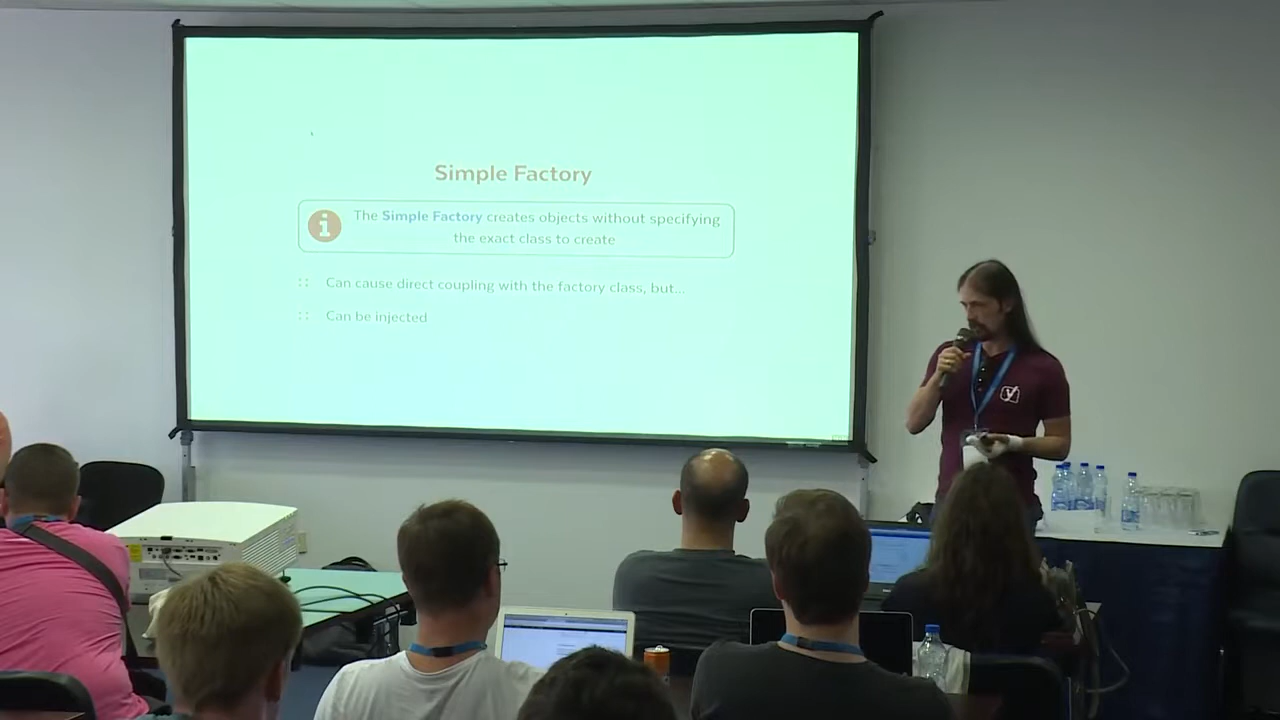 Simple Factory
i
The Simple Factory creates objects without specifying
the exact class to create
:: Can cause direct coupling with the factory class, but...
:: Can be injected